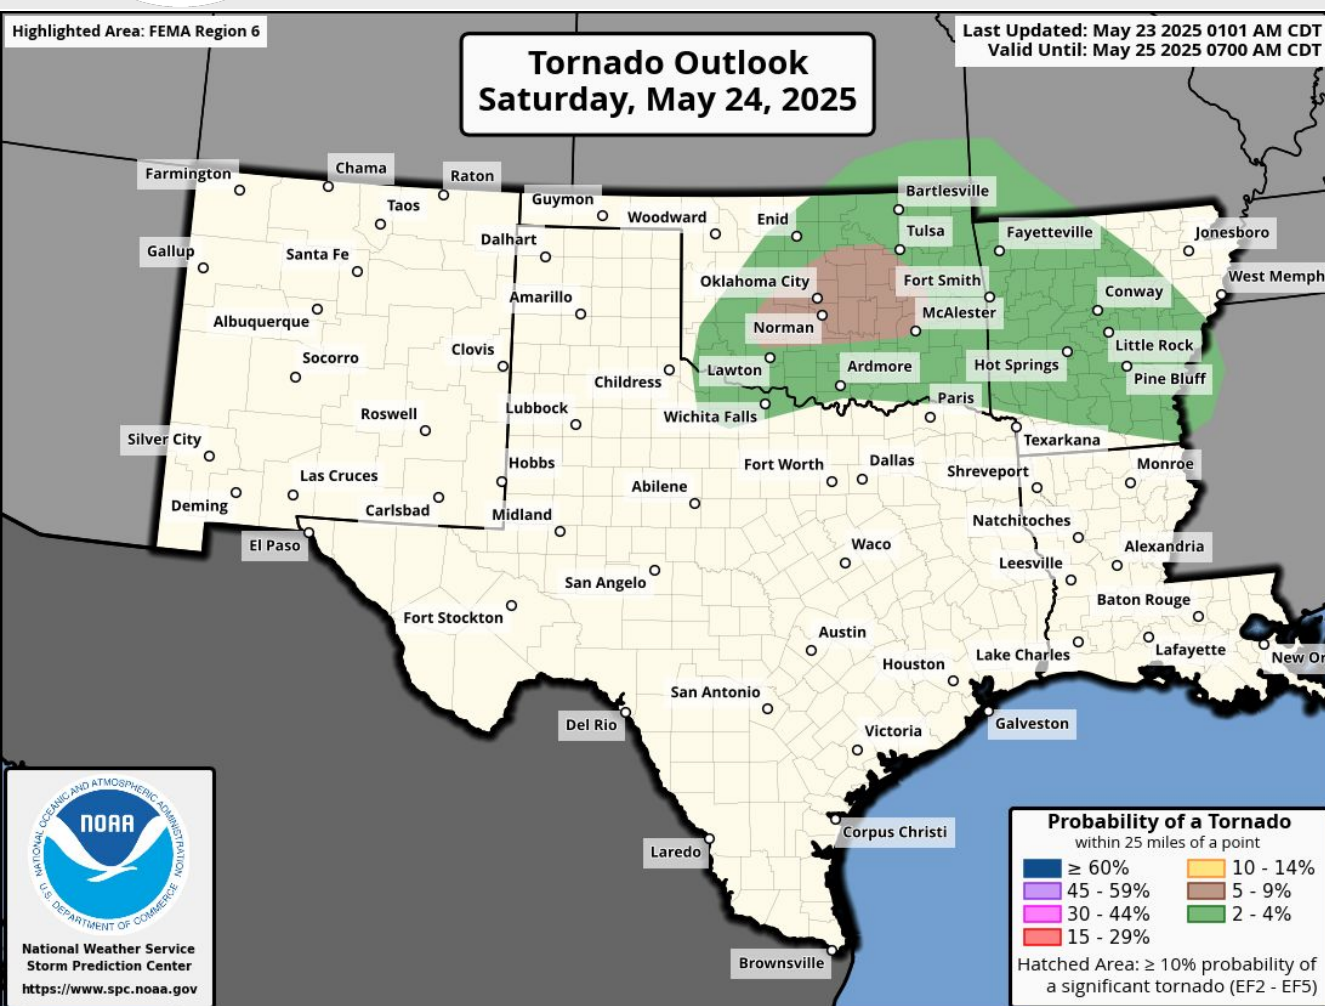 Highlighted Area: FEMA Region 6
Last Updated: May 23 2025 0101 AM CDT
Valid Until: May 25 2025 0700 AM CDT
Tornado Outlook
Saturday, May 24, 2025
Farmington
Chama
Raton
Taos
Guymon
Woodward
Enid
Bartlesville
Tulsa
Fayetteville
Jonesboro
Gallup
Santa Fe
Dalhart
Oklahoma City
Fort Smith
West Memph
Amarillo
Conway
Albuquerque
Norman
McAlester
Socorro
Clovis
Little Rock
Childress
Lawton
Ardmore
Hot Springs
Pine Bluff
Roswell
Lubbock
Wichita Falls
Paris
Silver City
Texarkana
Las Cruces
Hobbs
Fort Worth
Dallas
Shreveport
Monroe
Deming
Carlsbad
Abilene
Midland
Natchitoches
El Paso
Waco
Alexandria
San Angelo
Leesville
Fort Stockton
Baton Rouge
Austin
Lake Charles
Lafayette
New Or
Houston
San Antonio
Del Rio
Galveston
Victoria
Corpus Christi
Laredo
Brownsville
NATIONAL OCEANIC AND ATMOSPHERIC ADMINISTRATION
NOAA
U.S. DEPARTMENT OF COMMERCE
National Weather Service
Storm Prediction Center
https://www.spc.noaa.gov
Probability of a Tornado
within 25 miles of a point
≥ 60%
10 - 14%
45 - 59%
5 - 9%
30 - 44%
2 - 4%
15 - 29%
Hatched Area: ≥ 10% probability of
a significant tornado (EF2 - EF5)